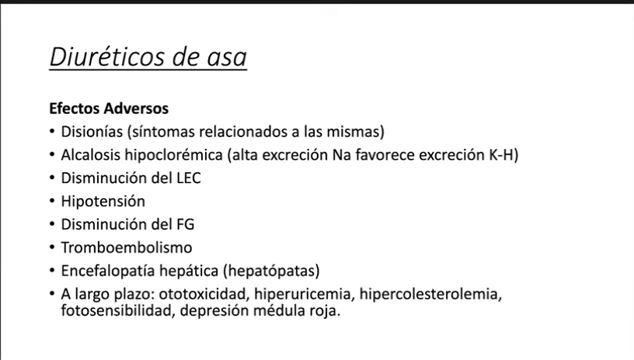 Diuréticos de asa
Efectos Adversos
• Disionías (síntomas relacionados a las mismas)
• Alcalosis hipoclorémica (alta excreción Na favorece excreción K-H)
• Disminución del LEC
• Hipotensión
• Disminución del FG
• Tromboembolismo
• Encefalopatía hepática (hepatópatas)
• A largo plazo: ototoxicidad, hiperuricemia, hipercolesterolemia,
fotosensibilidad, depresión médula roja.